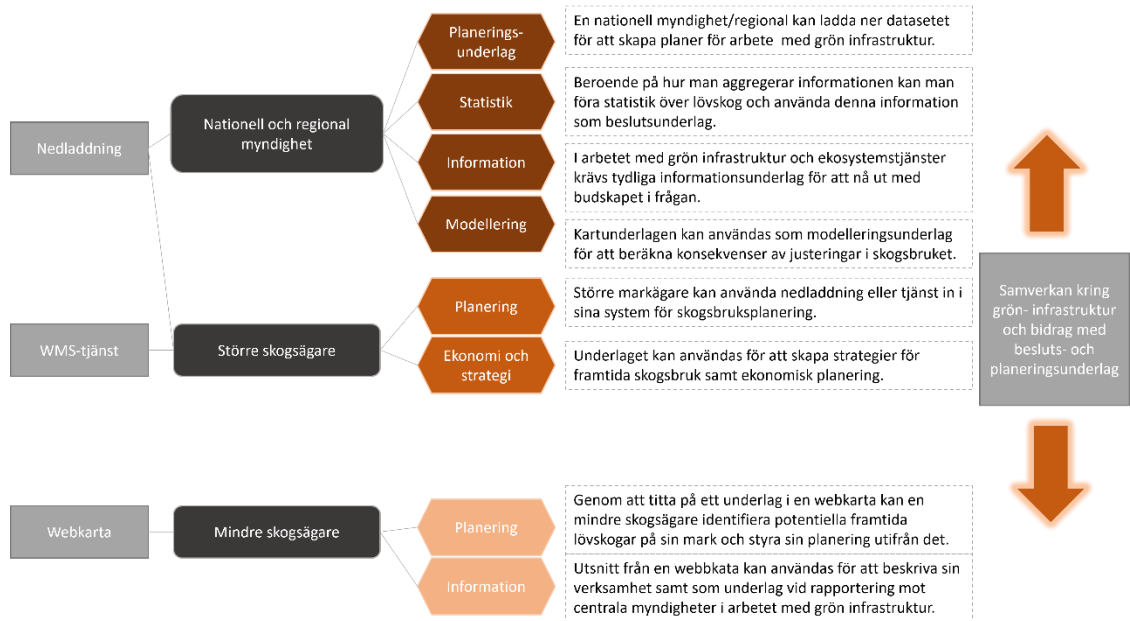 Nedladdning
Nationell och regional
myndighet
Planerings-
underlag
En nationell myndighet/regional kan ladda ner datasetet
för att skapa planer för arbete  med grön infrastruktur.
Statistik
Beroende på hur man aggregerar informationen kan man
föra statistik över lövskog och använda denna information
som beslutsunderlag.
Information
I arbetet med grön infrastruktur och ekosystemstjänster
krävs tydliga informationsunderlag för att nå ut med
budskapet i frågan.
Modellering
Kartunderlagen kan användas som modelleringsunderlag
för att beräkna konsekvenser av justeringar i skogsbruket.
WMS-tjänst
Större skogsägare
Planering
Större markägare kan använda nedladdning eller tjänst in i
sina system för skogsbruksplanering.
Ekonomi och
strategi
Underlaget kan användas för att skapa strategier för
framtida skogsbruk samt ekonomisk planering.
Samverkan kring
grön- infrastruktur
och bidrag med
besluts- och
planeringsunderlag
Webkarta
Mindre skogsägare
Planering
Genom att titta på ett underlag i en webkarta kan en
mindre skogsägare identifiera potentiella framtida
lövskogar på sin mark och styra sin planering utifrån det.
Information
Utsnitt från en webbkata kan användas för att beskriva sin
verksamhet samt som underlag vid rapportering mot
centrala myndigheter i arbetet med grön infrastruktur.